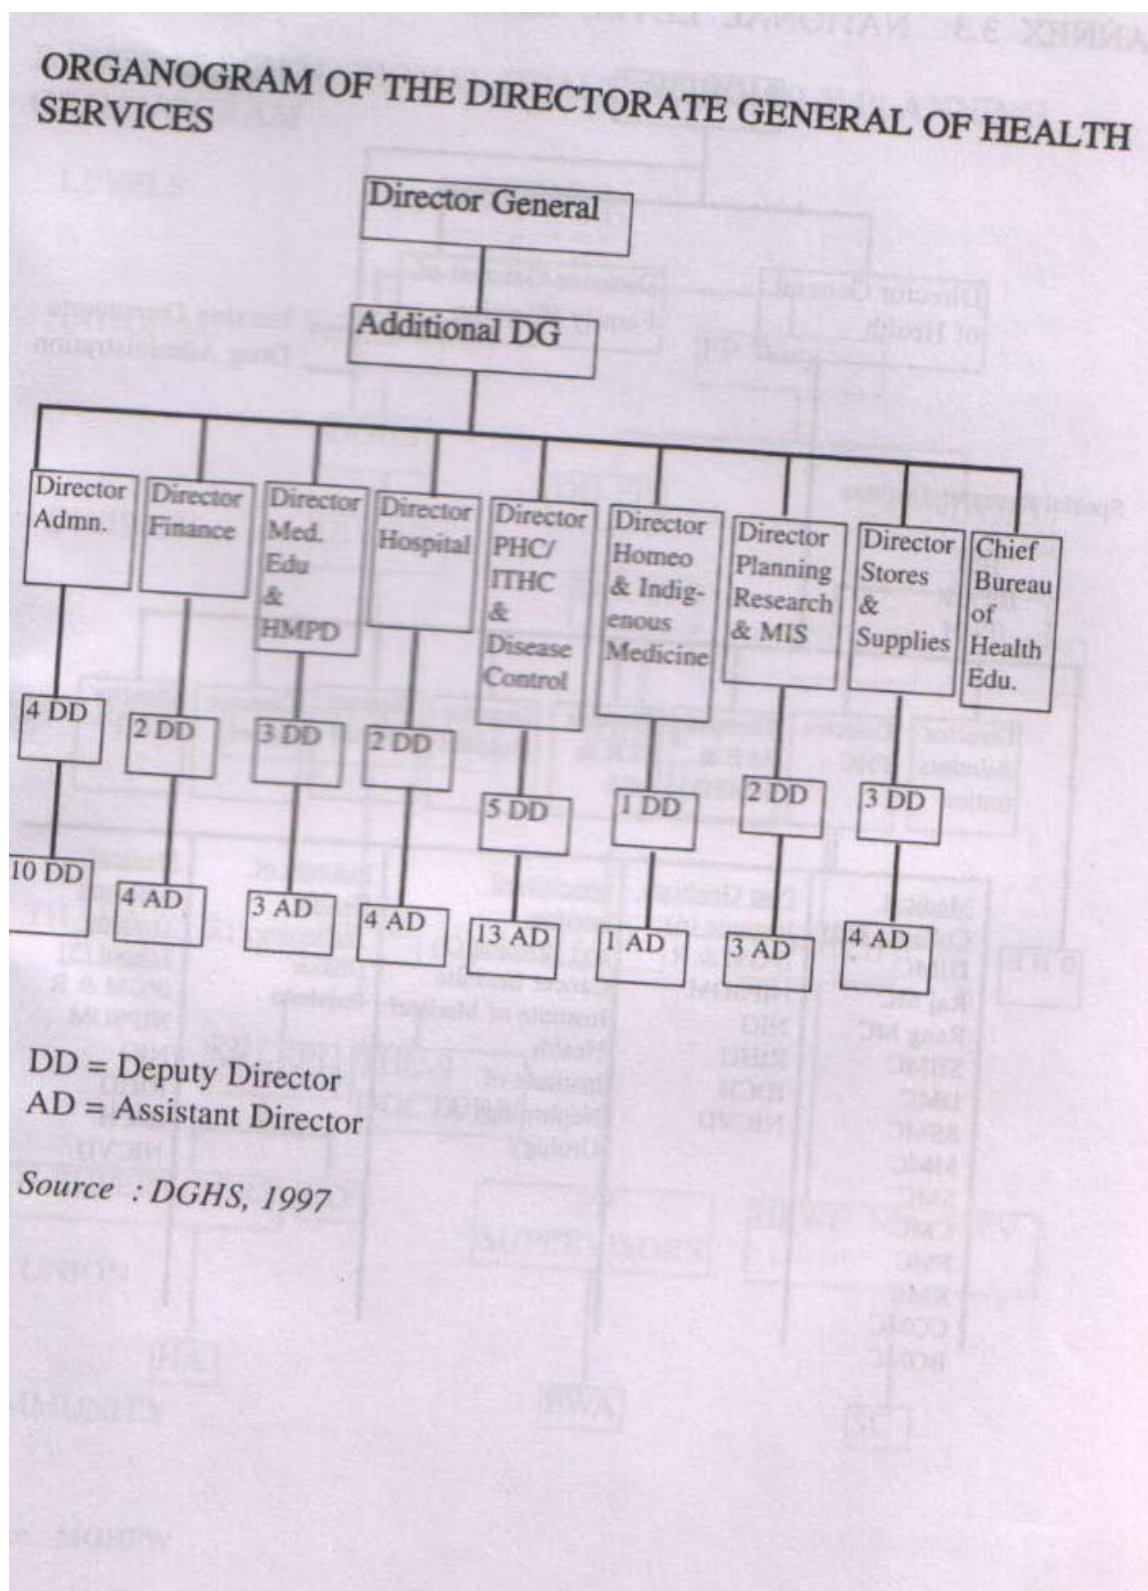 ORGANOGRAM OF THE DIRECTORATE GENERAL OF HEALTH
SERVICES
Director General
Additional DG
Director
Admn.
Director
Finance
Director
Med.
Edu
&
HMPD
Director
Hospital
Director
PHC/
ITHC
&
Disease
Control
Director
Homeo
& Indig-
enous
Medicine
Director
Planning
Research
& MIS
Director
Stores
&
Supplies
Chief
Bureau
of
Health
Edu.
4 DD
2 DD
3 DD
2 DD
5 DD
1 DD
2 DD
3 DD
10 DD
4 AD
3 AD
4 AD
13 AD
1 AD
3 AD
4 AD
DD = Deputy Director
AD = Assistant Director
Source : DGHS, 1997